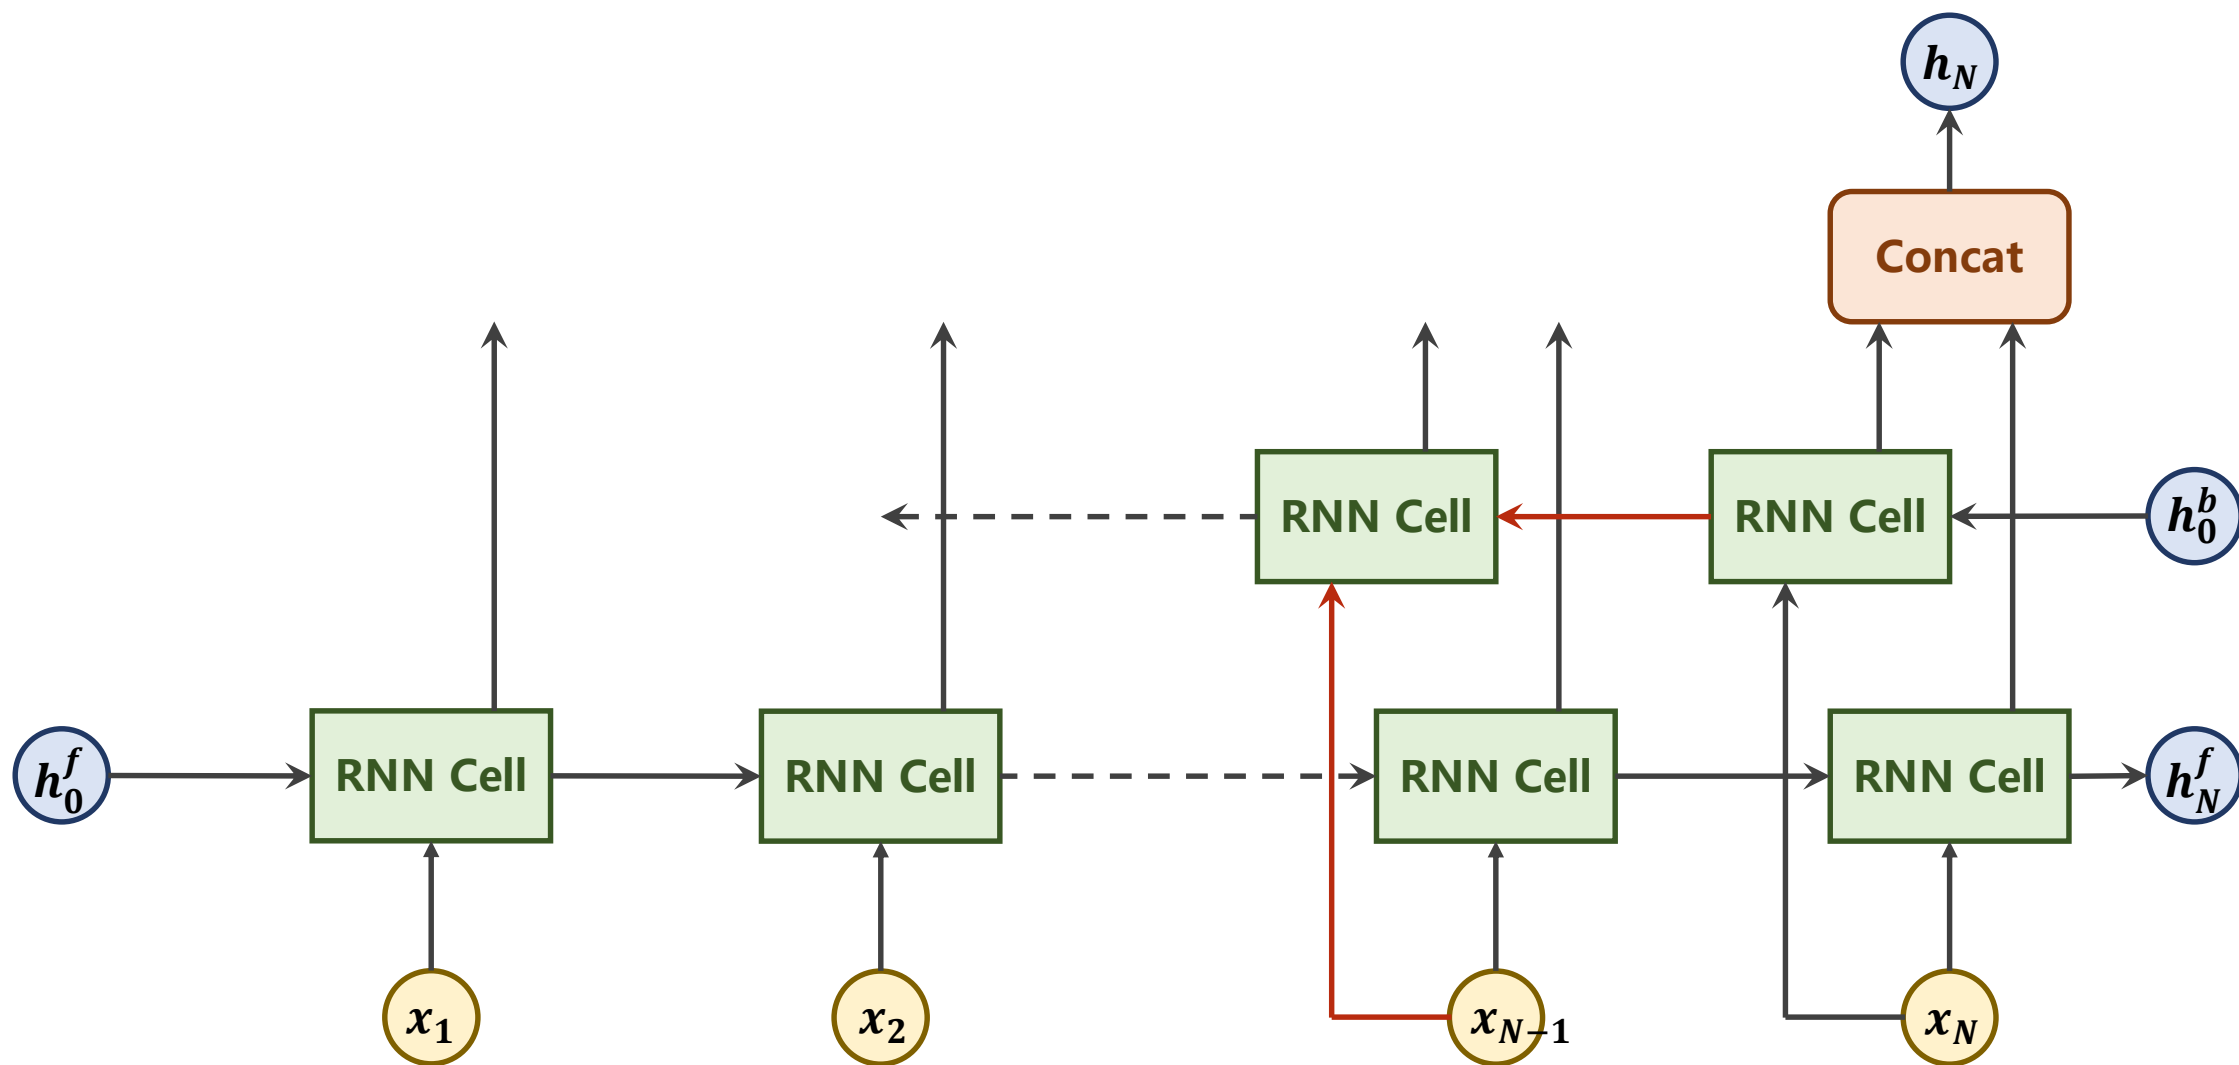 h_N
Concat
RNN Cell
RNN Cell
h_0^b
h_0^f
RNN Cell
RNN Cell
RNN Cell
RNN Cell
h_N^f
x_1
x_2
x_{N-1}
x_N